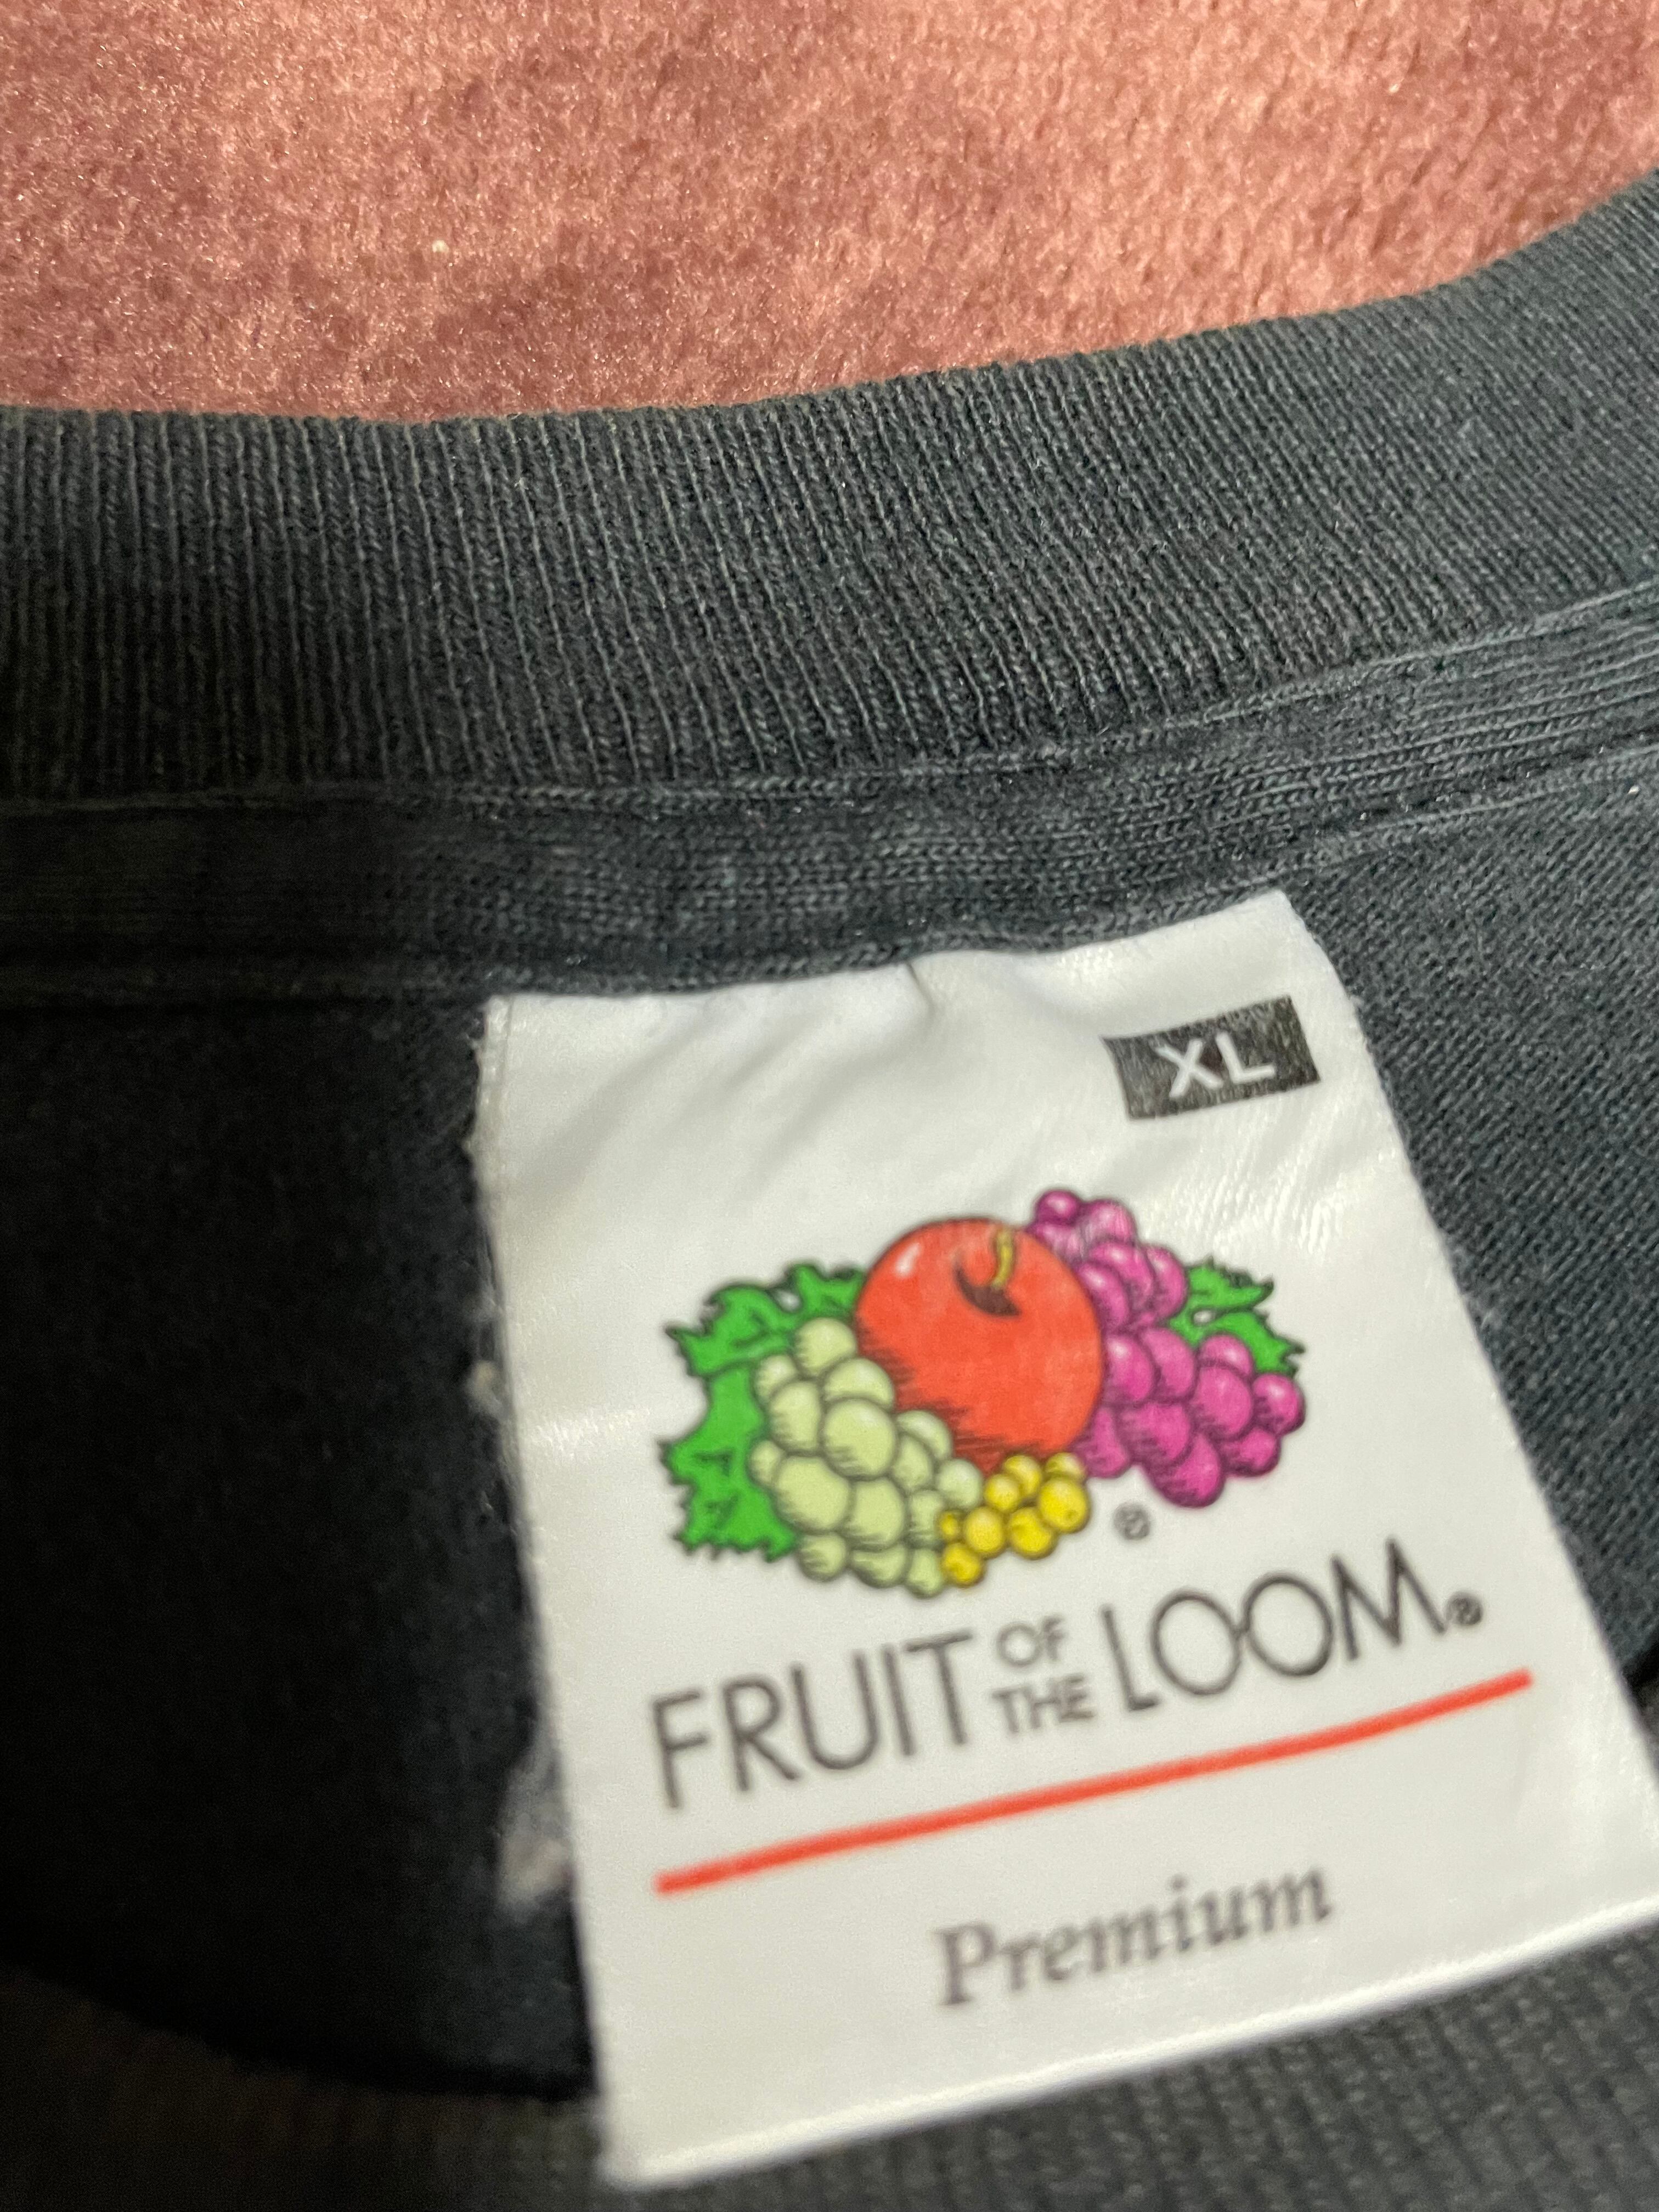 XL
®
FRUIT OF THE LOOM®
Premium